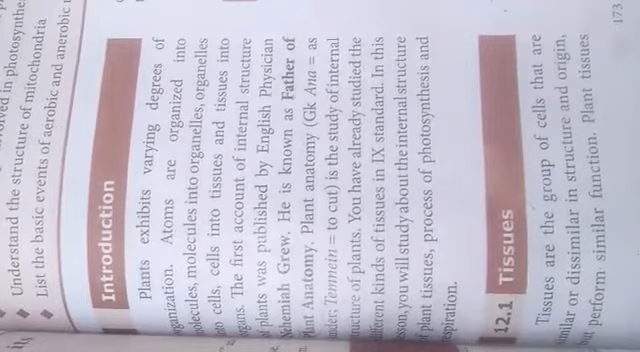 Understand the structure of mitochondria
List the basic events of aerobic and anerobic
Introduction
Plants exhibits varying degrees of
organization. Atoms are organized into
molecules, molecules into organelles, organelles
into cells, cells into tissues and tissues into
organs. The first account of internal structure
of plants was published by English Physician
Nehemiah Grew. He is known as Father of
Plant Anatomy. Plant anatomy (Gk Ana = as
under; Temnein = to cut) is the study of internal
structure of plants. You have already studied the
different kinds of tissues in IX standard. In this
lesson, you will study about the internal structure
of plant tissues, process of photosynthesis and
respiration.
12.1 Tissues
Tissues are the group of cells that are
similar or dissimilar in structure and origin,
but perform similar function. Plant tissues
173